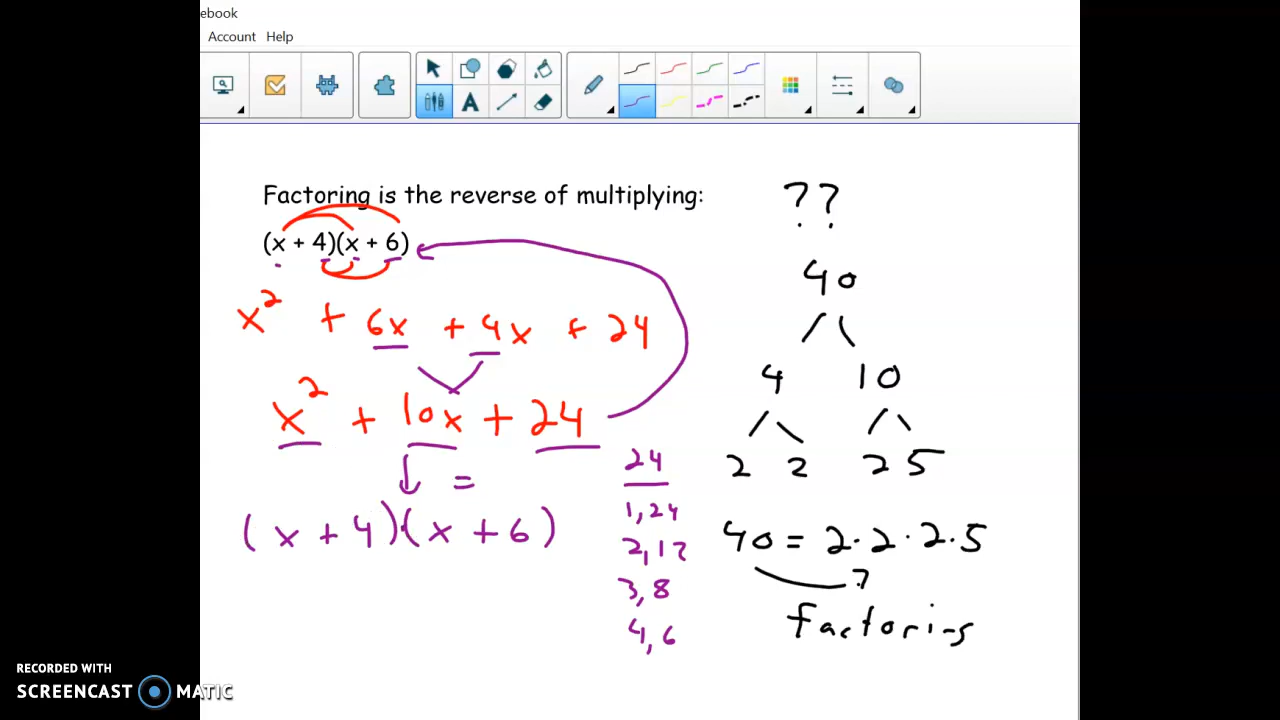 ebook
Account Help
Factoring is the reverse of multiplying:
(x + 4)(x + 6)
x² + 6x + 4x + 24
x² + 10x + 24
=
(x + 4)(x + 6)
24
1, 24
2, 12
3, 8
4, 6
??
40
4 10
2 2 2 5
40 = 2·2·2·5
factoring
RECORDED WITH
SCREENCAST MATIC